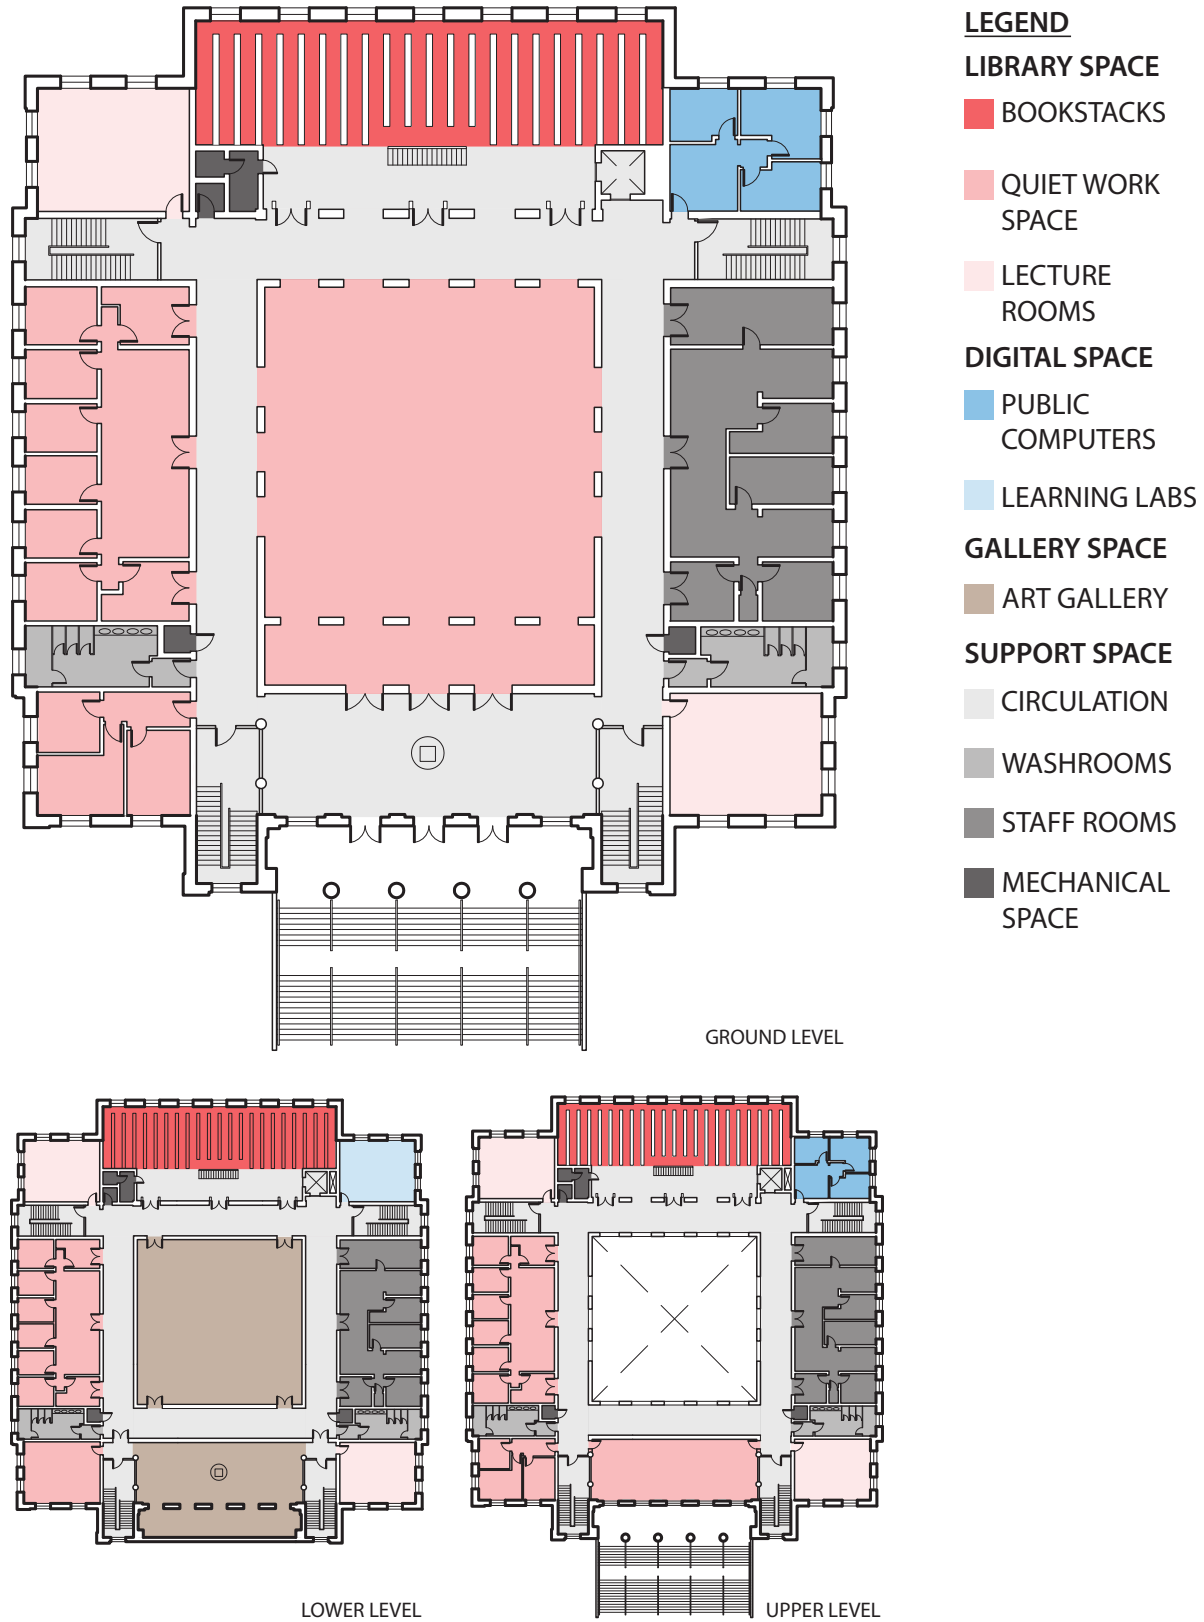 LEGEND
LIBRARY SPACE
BOOKSTACKS
QUIET WORK
SPACE
LECTURE
ROOMS
DIGITAL SPACE
PUBLIC
COMPUTERS
LEARNING LABS
GALLERY SPACE
ART GALLERY
SUPPORT SPACE
CIRCULATION
WASHROOMS
STAFF ROOMS
MECHANICAL
SPACE
GROUND LEVEL
LOWER LEVEL
UPPER LEVEL